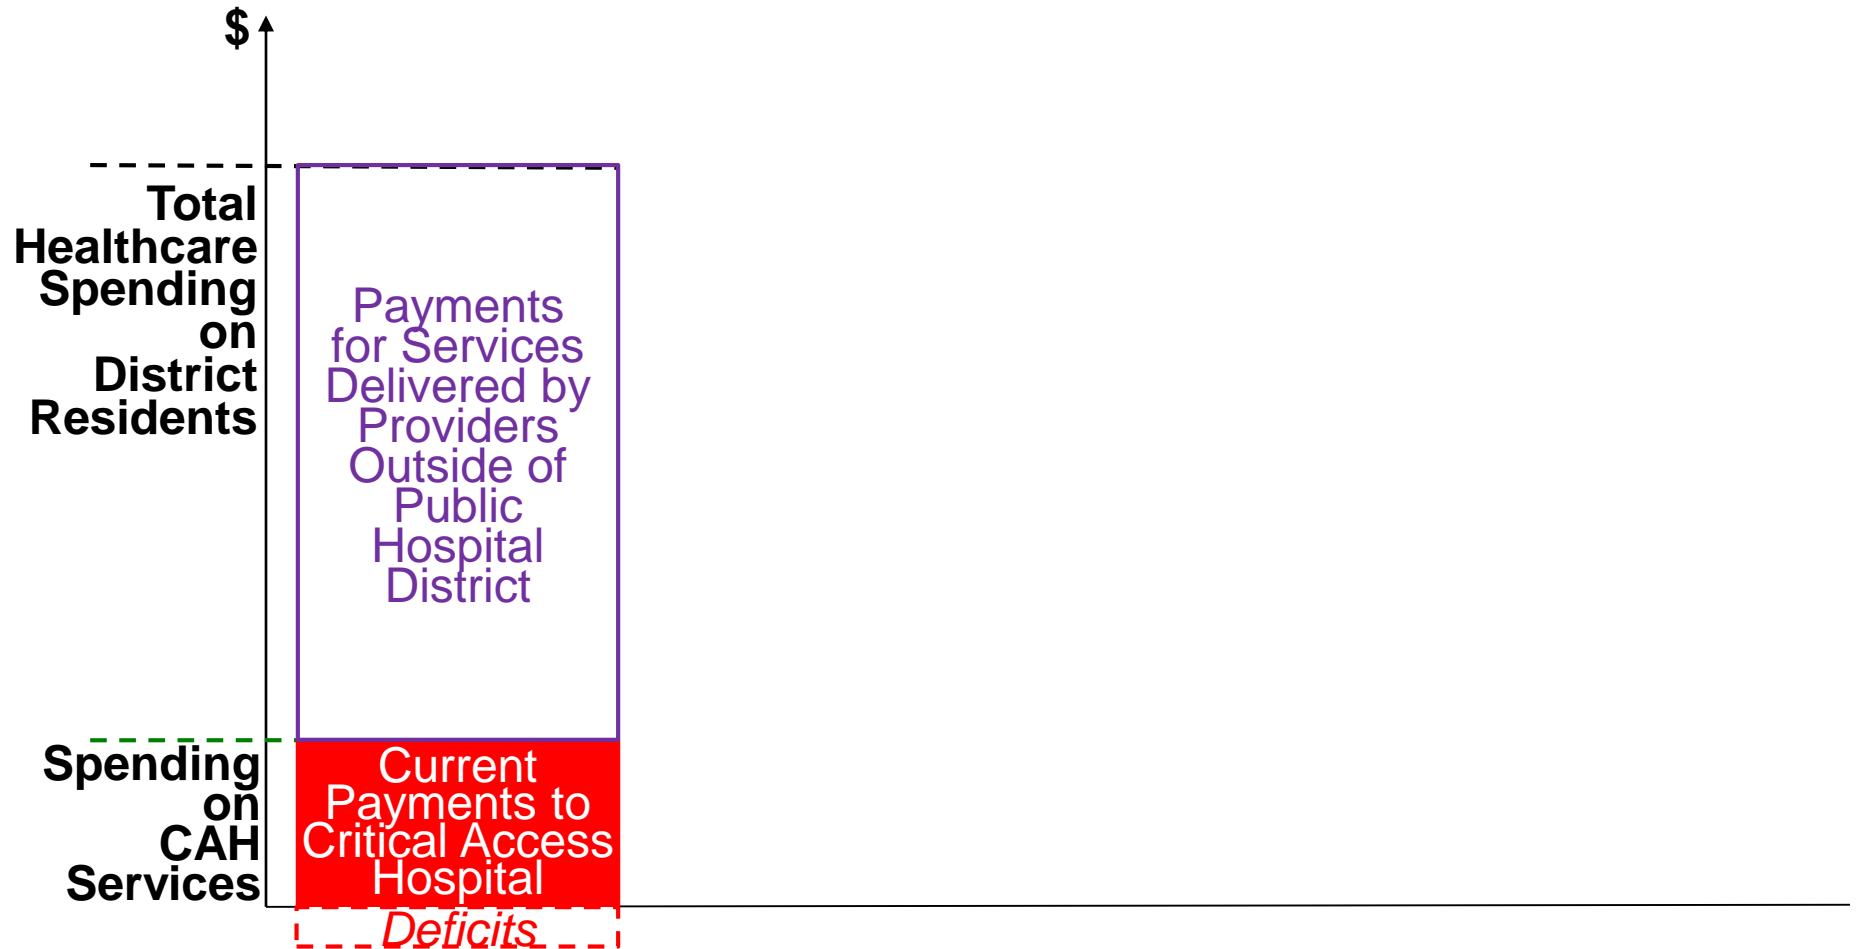 $
Total
Healthcare
Spending
on
District
Residents
Payments
for Services
Delivered by
Providers
Outside of
Public
Hospital
District
Spending
on
CAH
Services
Current
Payments to
Critical Access
Hospital
Deficits